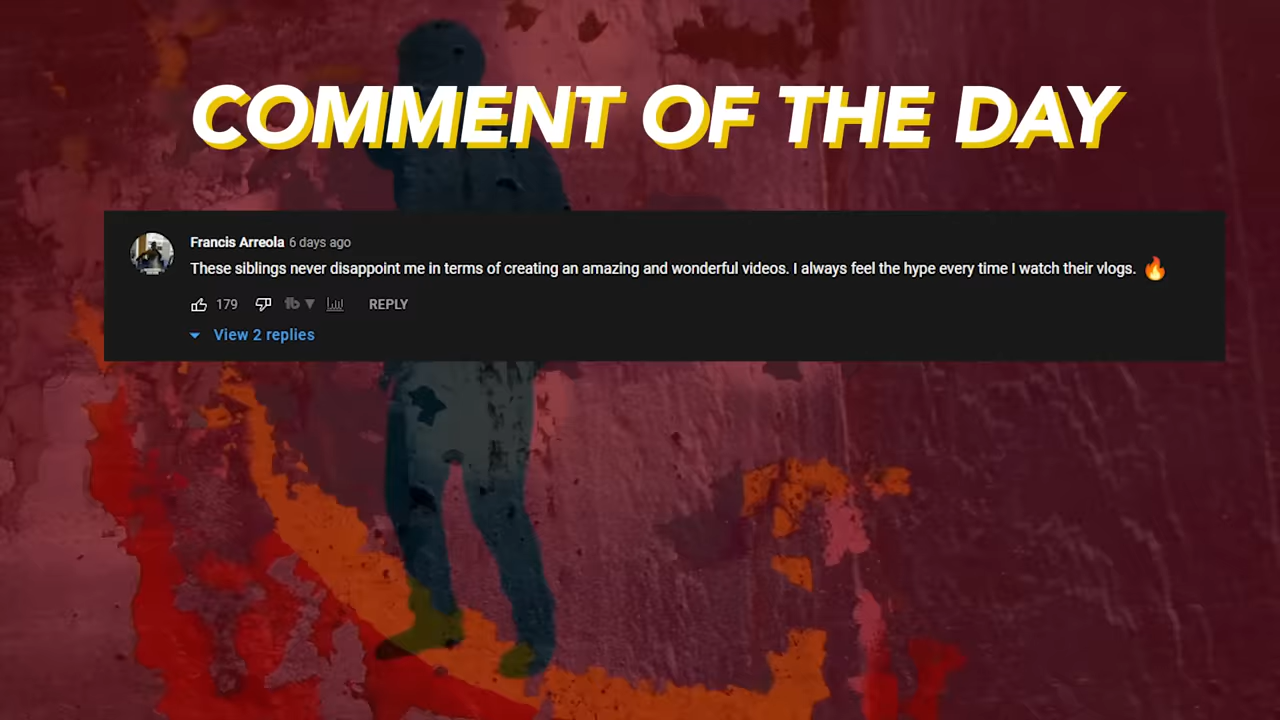 COMMENT OF THE DAY
Francis Arreola 6 days ago
These siblings never disappoint me in terms of creating an amazing and wonderful videos. I always feel the hype every time I watch their vlogs. 🔥
179 REPLY
View 2 replies